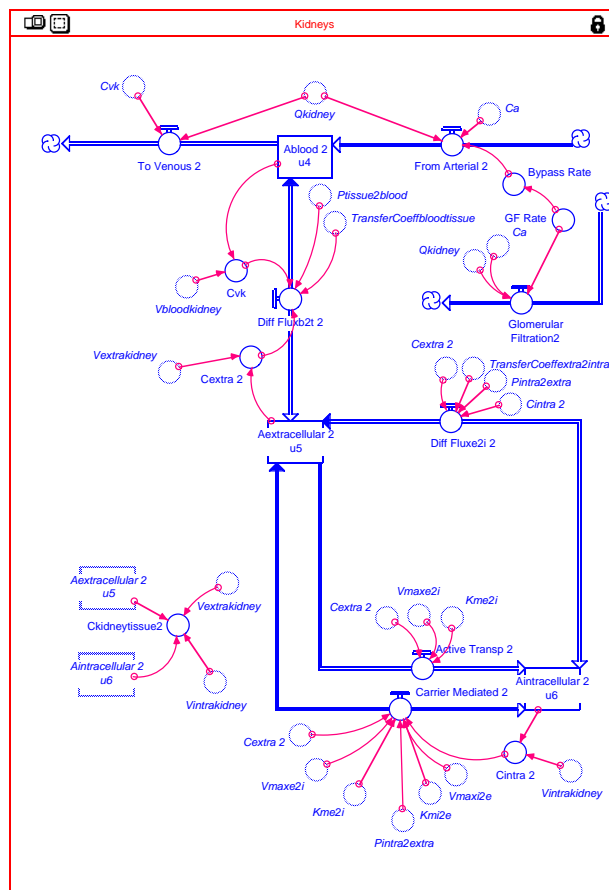 Kidneys
Cvk
Qkidney
Ca
To Venous 2
Ablood 2
u4
From Arterial 2
Bypass Rate
Ptissue2blood
TransferCoeffbloodtissue
GF Rate
Ca
Qkidney
Cvk
Vbloodkidney
Diff Fluxb2t 2
Glomerular
Filtration2
Vextrakidney
Cextra 2
Cextra 2
TransferCoeffextra2intra
Pintra2extra
Cintra 2
Aextracellular 2
u5
Diff Fluxe2i 2
Aextracellular 2
u5
Vextrakidney
Ckidneytissue2
Aintracellular 2
u6
Vintrakidney
Vmaxe2i
Kme2i
Cextra 2
Active Transp 2
Carrier Mediated 2
Aintracellular 2
u6
Cextra 2
Vmaxe2i
Kme2i
Pintra2extra
Kmi2e
Vmaxi2e
Cintra 2
Vintrakidney